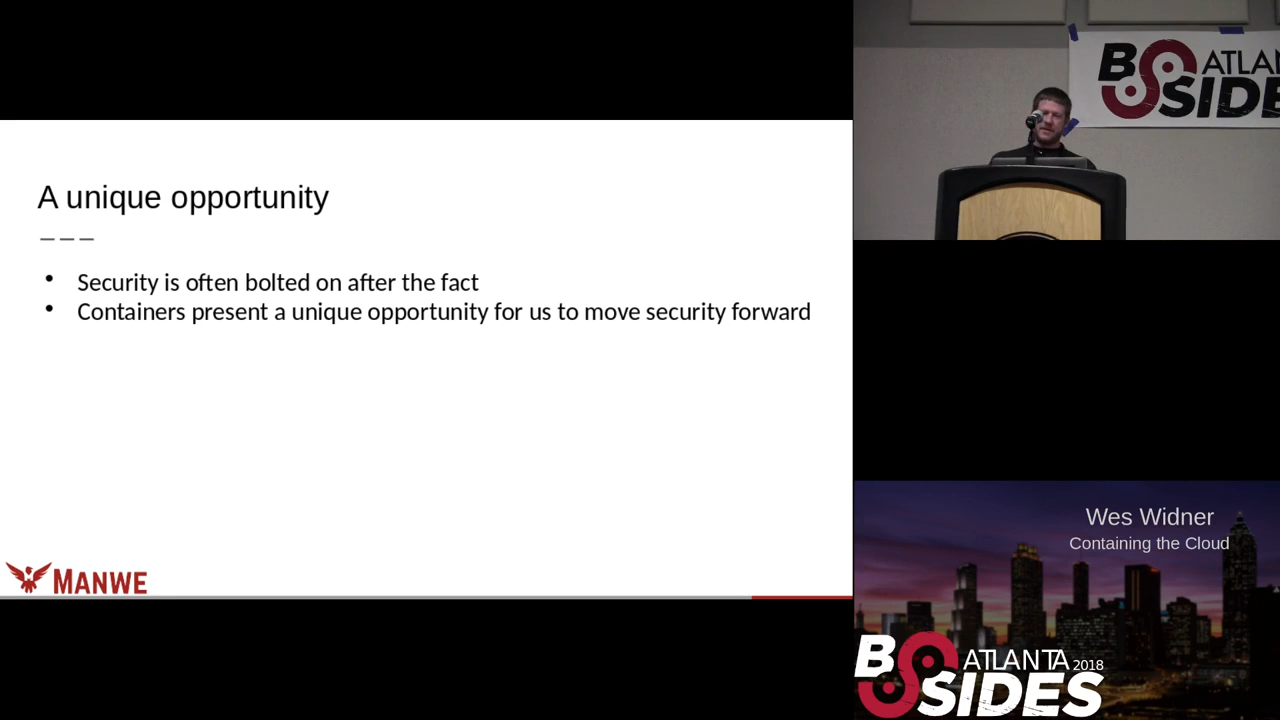 A unique opportunity
Security is often bolted on after the fact
Containers present a unique opportunity for us to move security forward
MANWE
BSIDES ATLAN
Wes Widner
Containing the Cloud
BSIDES ATLANTA 2018